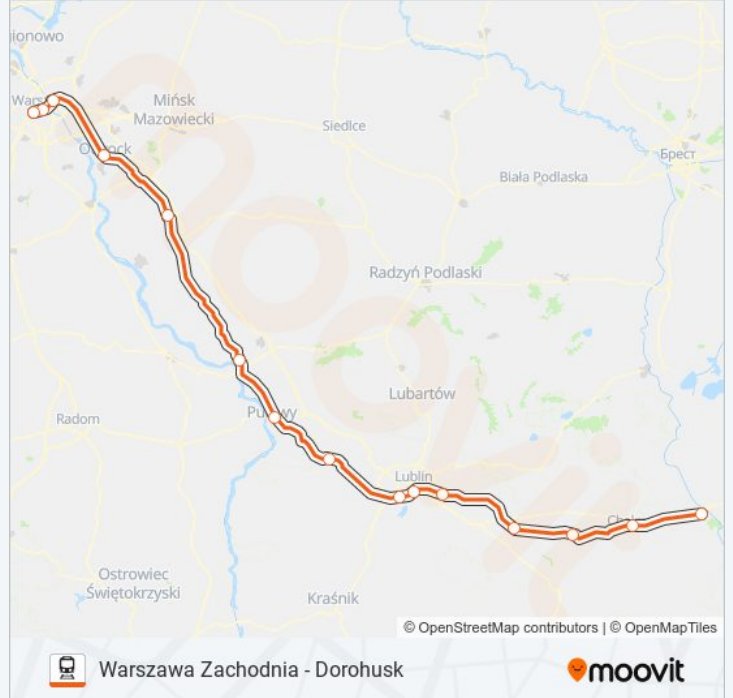 gionowo
Mińsk
Mazowiecki
Siedlce
Брест
Biała Podlaska
Radzyń Podlaski
Lubartów
Radom
Lublin
Ostrowiec
Świętokrzyski
Kraśnik
© OpenStreetMap contributors | © OpenMapTiles
Warszawa Zachodnia - Dorohusk
moovit